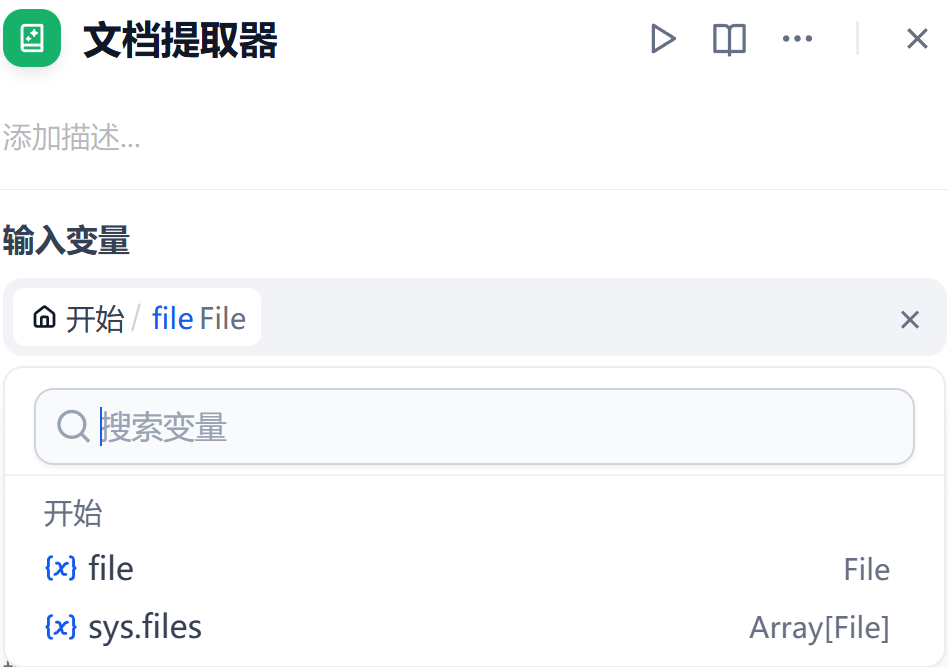 文档提取器
添加描述...
输入变量
开始 / file File
搜索变量
开始
{x} file File
{x} sys.files Array[File]